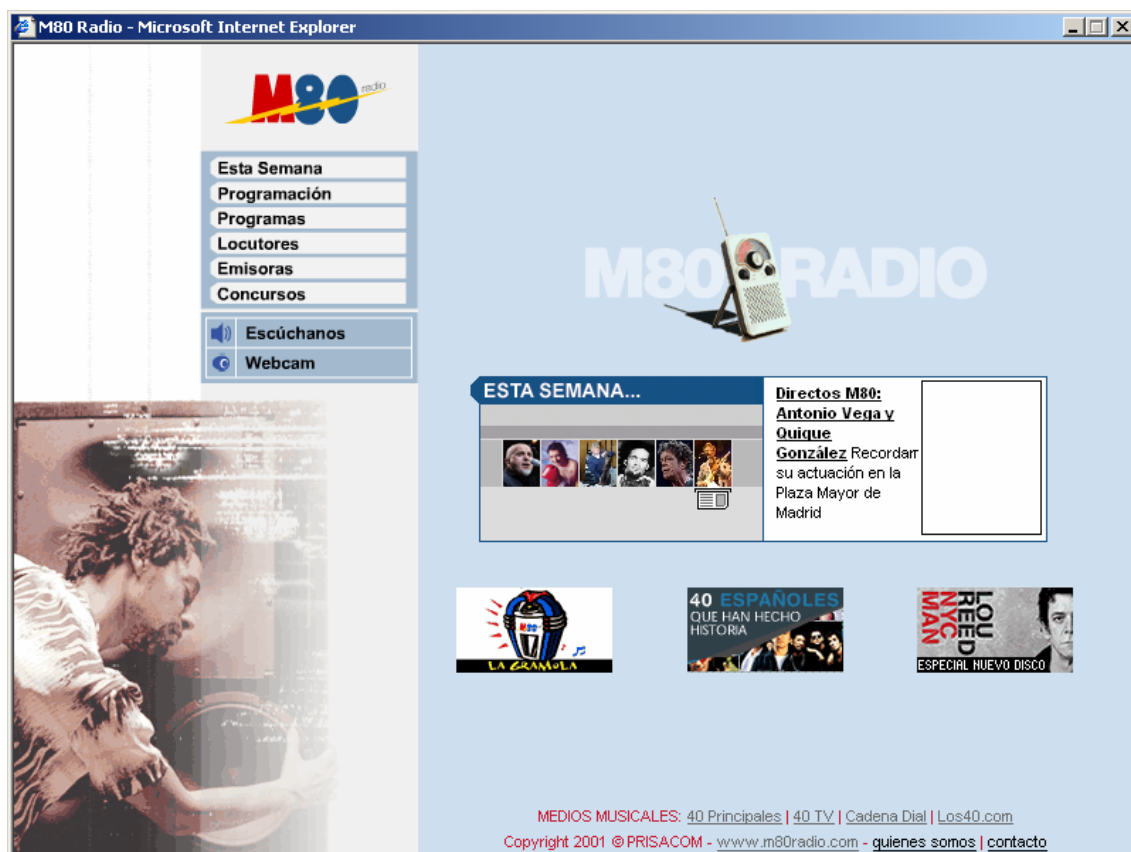 M80 Radio - Microsoft Internet Explorer
M80 radio
Esta Semana
Programación
Programas
Locutores
Emisoras
Concursos
Escúchanos
Webcam
M80 RADIO
ESTA SEMANA...
Directos M80:
Antonio Vega y
Quique
González Recordam
su actuación en la
Plaza Mayor de
Madrid
M80
LA GRAMOLA
40 ESPAÑOLES
QUE HAN HECHO
HISTORIA
LOU
REED
NYC
MAN
ESPECIAL NUEVO DISCO
MEDIOS MUSICALES: 40 Principales | 40 TV | Cadena Dial | Los40.com
Copyright 2001 © PRISACOM - www.m80radio.com - quienes somos | contacto